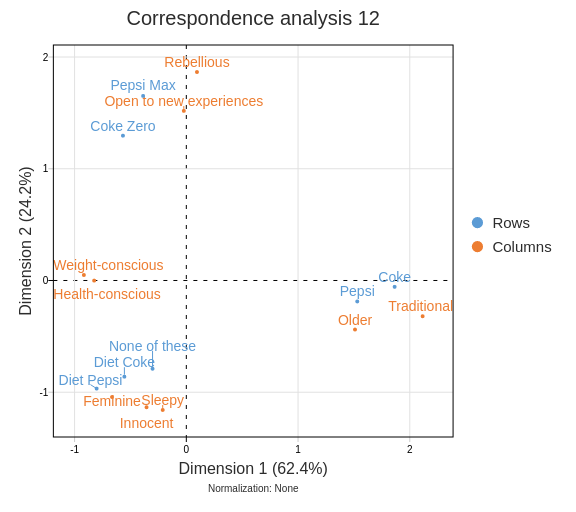 Correspondence analysis 12
2
1
0
-1
-1
0
1
2
Dimension 2 (24.2%)
Dimension 1 (62.4%)
Normalization: None
Rebellious
Pepsi Max
Open to new experiences
Coke Zero
Weight-conscious
Health-conscious
Coke
Pepsi
Traditional
Older
None of these
Diet Coke
Diet Pepsi
Feminine
Sleepy
Innocent
Rows
Columns